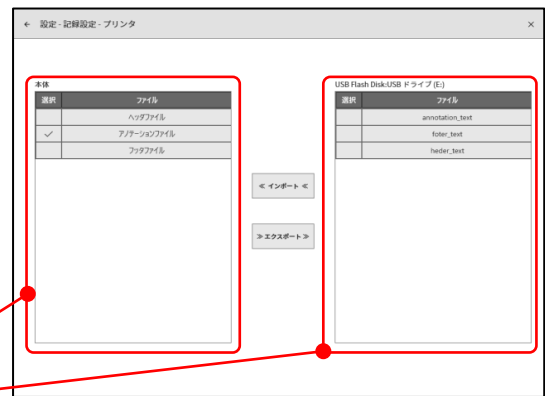 ← 設定 - 記録設定 - プリンタ ×
本体
選択 ファイル
ヘッダファイル
✓ アノテーションファイル
フッタファイル
≪ インポート ≪
≫ エクスポート ≫
USB Flash Disk:USB ドライブ (E:)
選択 ファイル
annotation_text
foter_text
heder_text